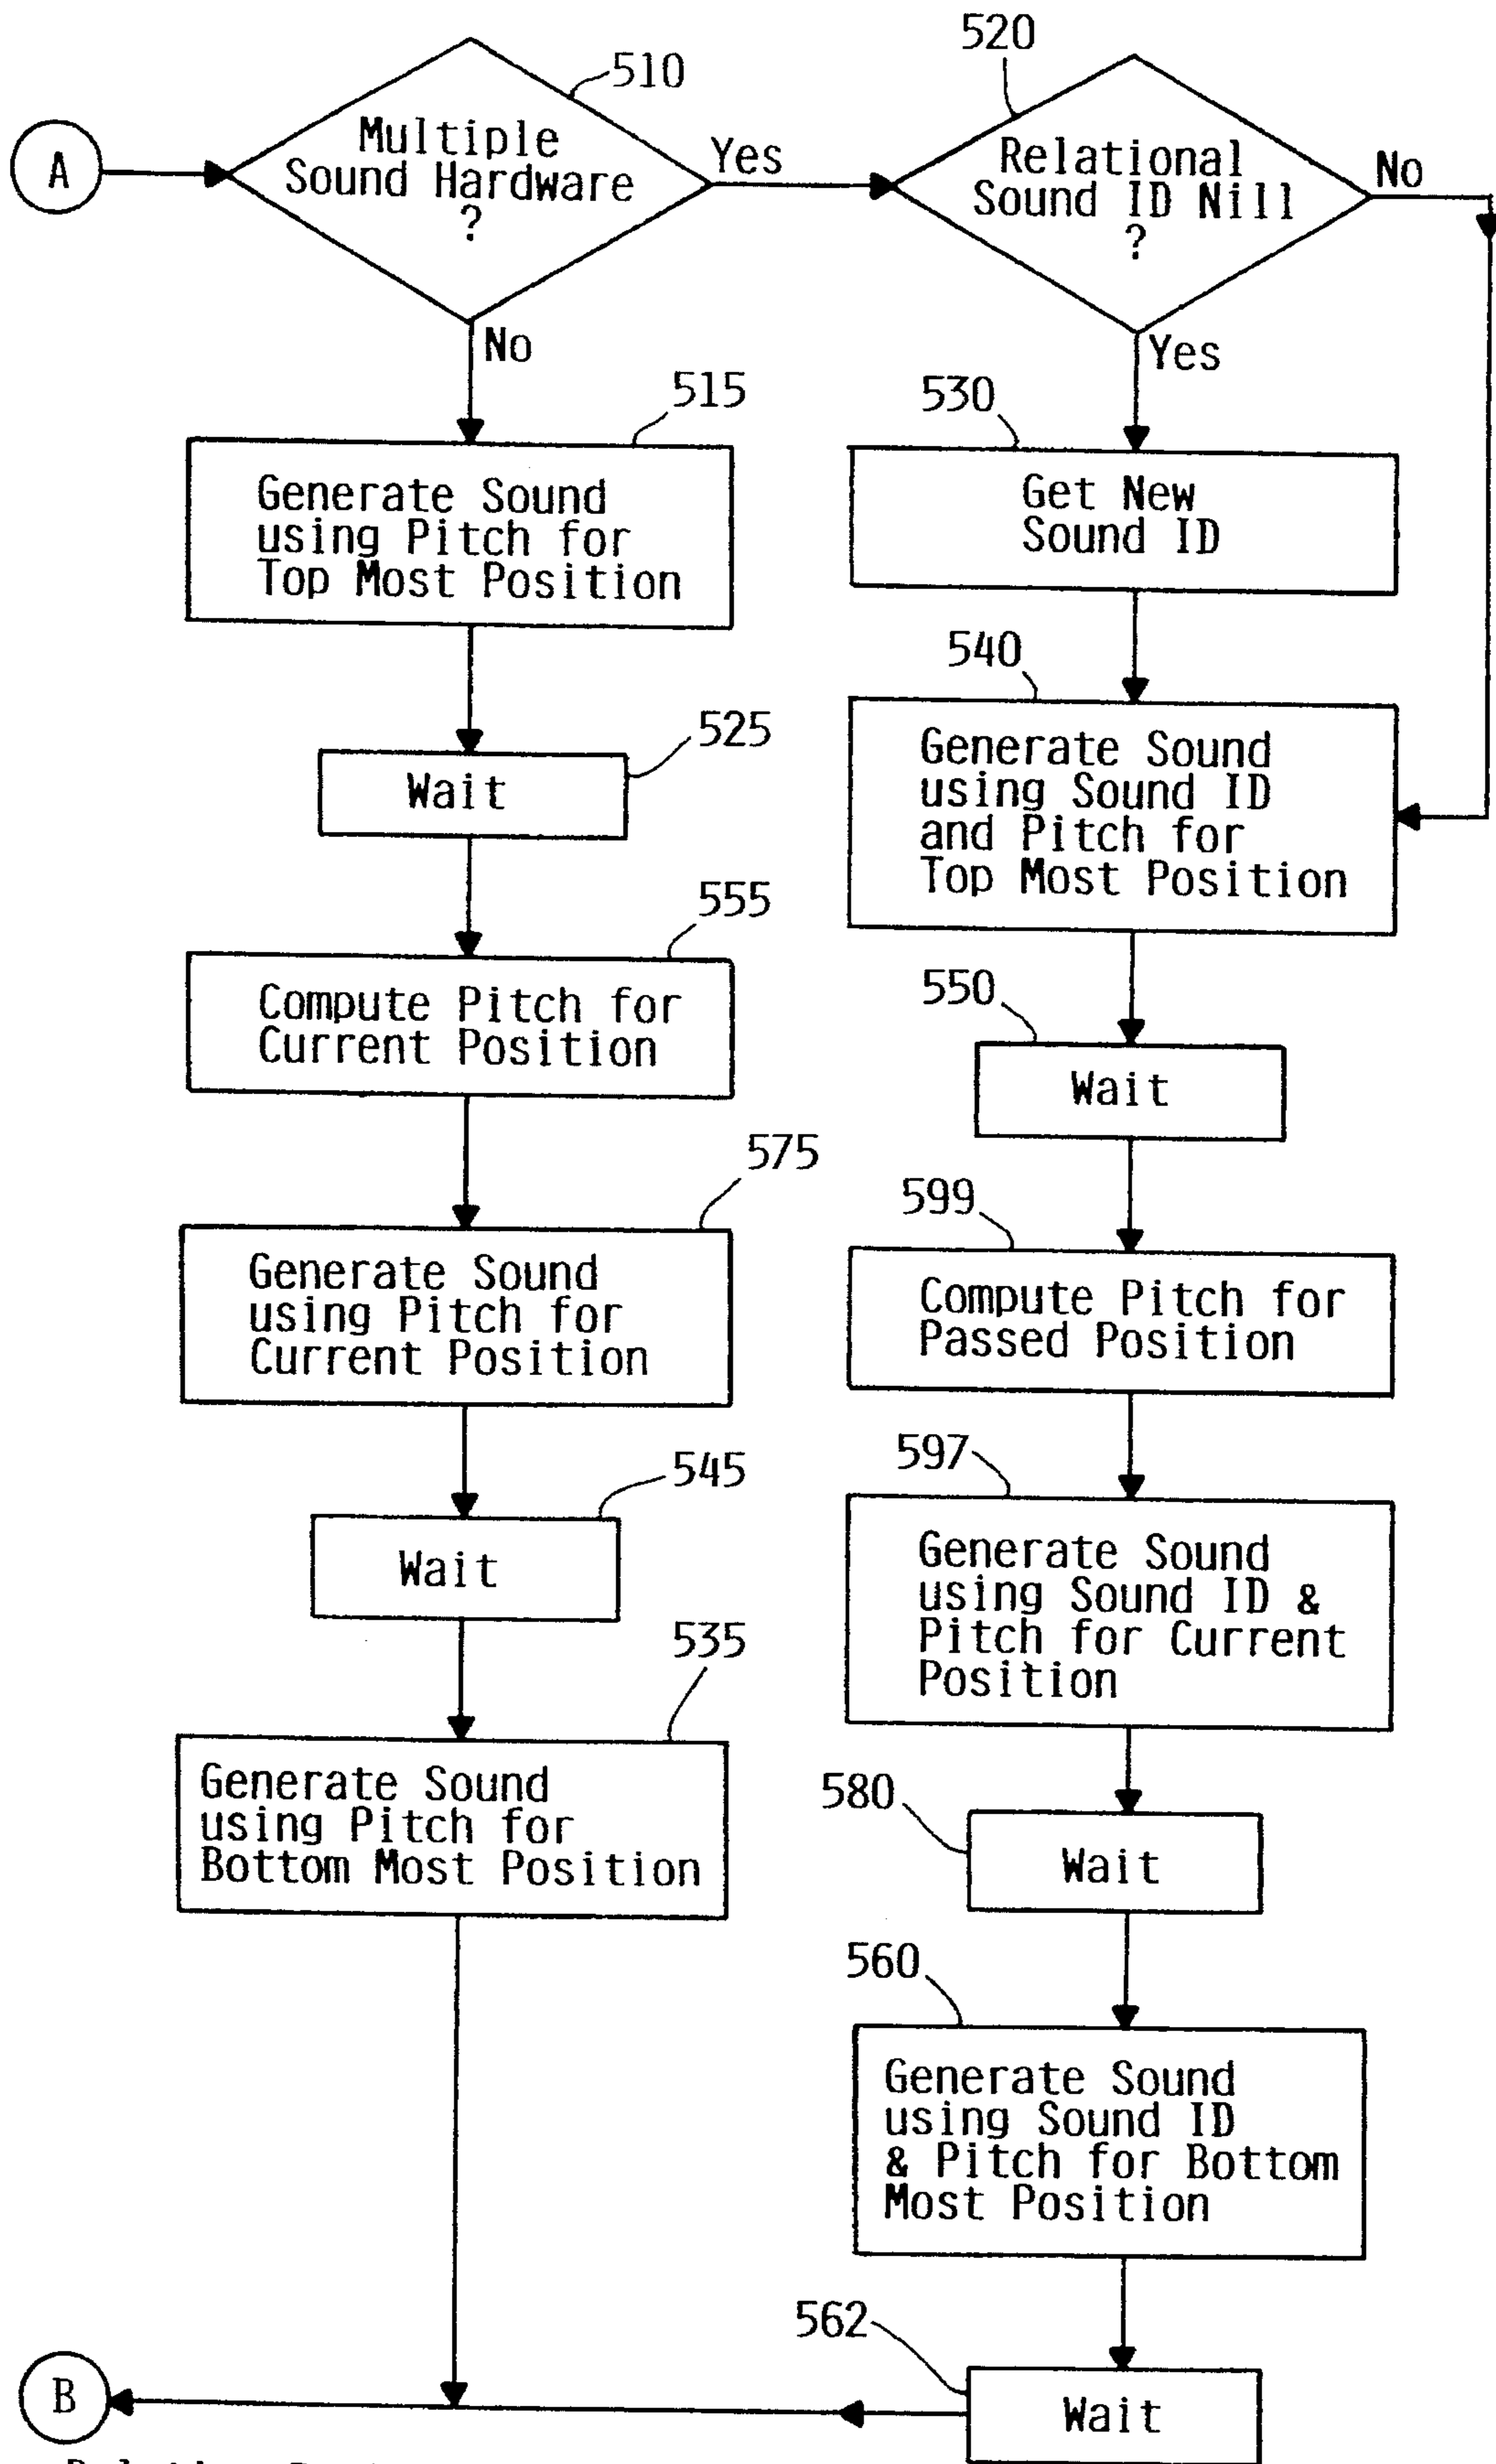 510
520
A
Multiple
Sound Hardware
?
Yes
Relational
Sound ID Nill
?
No
No
Yes
515
530
Generate Sound
using Pitch for
Top Most Position
Get New
Sound ID
540
525
Wait
Generate Sound
using Sound ID
and Pitch for
Top Most Position
555
Compute Pitch for
Current Position
550
Wait
575
599
Generate Sound
using Pitch for
Current Position
Compute Pitch for
Passed Position
545
597
Wait
Generate Sound
using Sound ID &
Pitch for Current
Position
535
Generate Sound
using Pitch for
Bottom Most Position
580
Wait
560
Generate Sound
using Sound ID
& Pitch for Bottom
Most Position
562
B
Wait